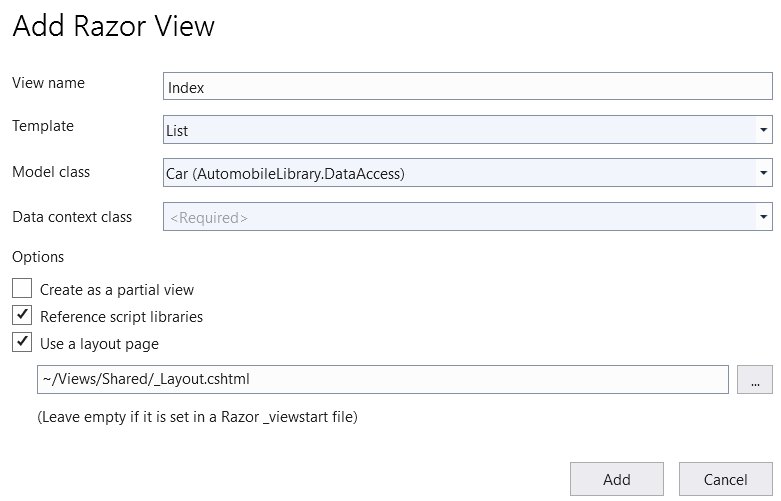 Add Razor View
View name
Index
Template
List
Model class
Car (AutomobileLibrary.DataAccess)
Data context class
<Required>
Options
Create as a partial view
Reference script libraries
Use a layout page
~/Views/Shared/_Layout.cshtml
...
(Leave empty if it is set in a Razor _viewstart file)
Add
Cancel